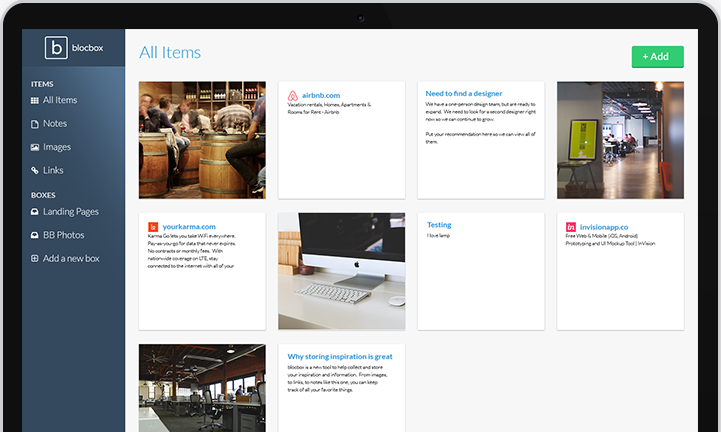 b blocbox
All Items
+ Add
ITEMS
All Items
Notes
Images
Links
BOXES
Landing Pages
BB Photos
Add a new box
airbnb.com
Vacation rentals, Homes, Apartments &
Rooms for Rent - Airbnb
Need to find a designer
We have a one-person design team, but are ready to
expand. We need to look for a second designer right
now so we can continue to grow.
Put your recommendation here so we can view all of
them.
yourkarma.com
Karma Go lets you take WiFi everywhere.
Pay-as-you-go for data that never expires.
No contracts or monthly fees. With
nationwide coverage on LTE, stay
connected to the internet with all of your
Testing
I love lamp
in invisionapp.co
Free Web & Mobile (iOS, Android)
Prototyping and UI Mockup Tool | InVision
Why storing inspiration is great
blocbox is a new tool to help collect and store
your inspiration and information. From images,
to links, to notes like this one, you can keep
track of all your favorite things.